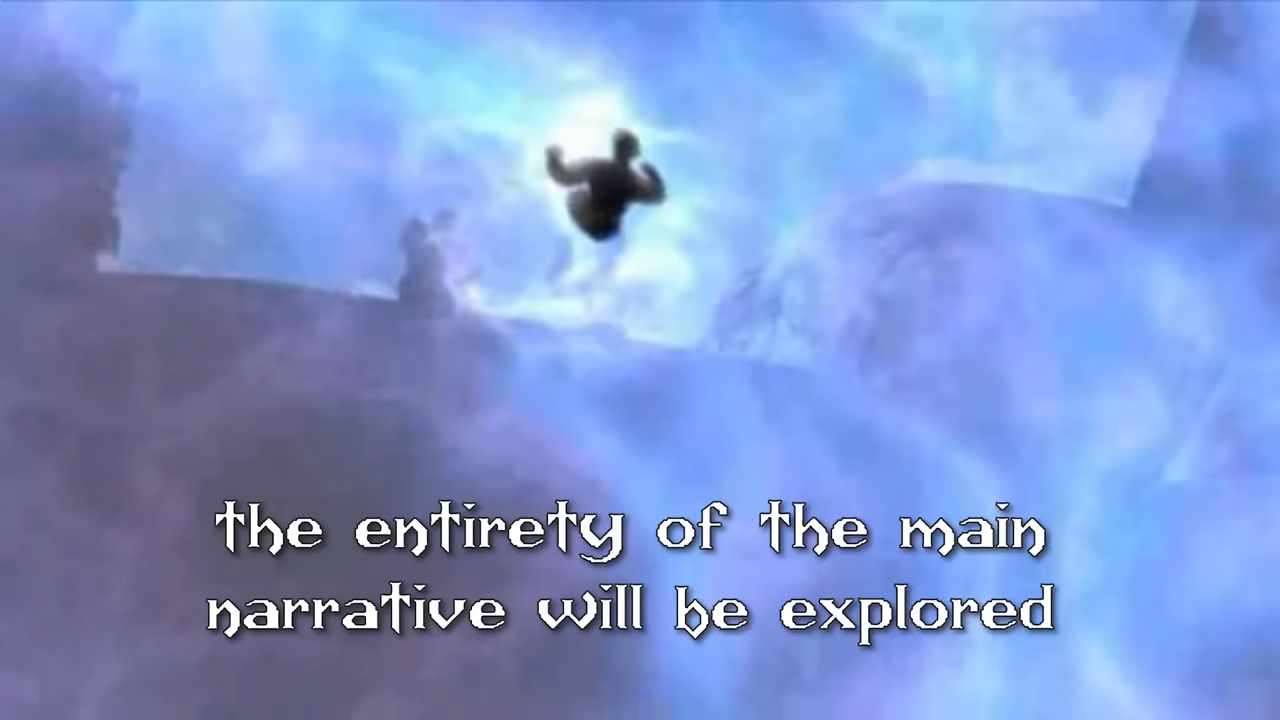 the entirety of the main
narrative will be explored